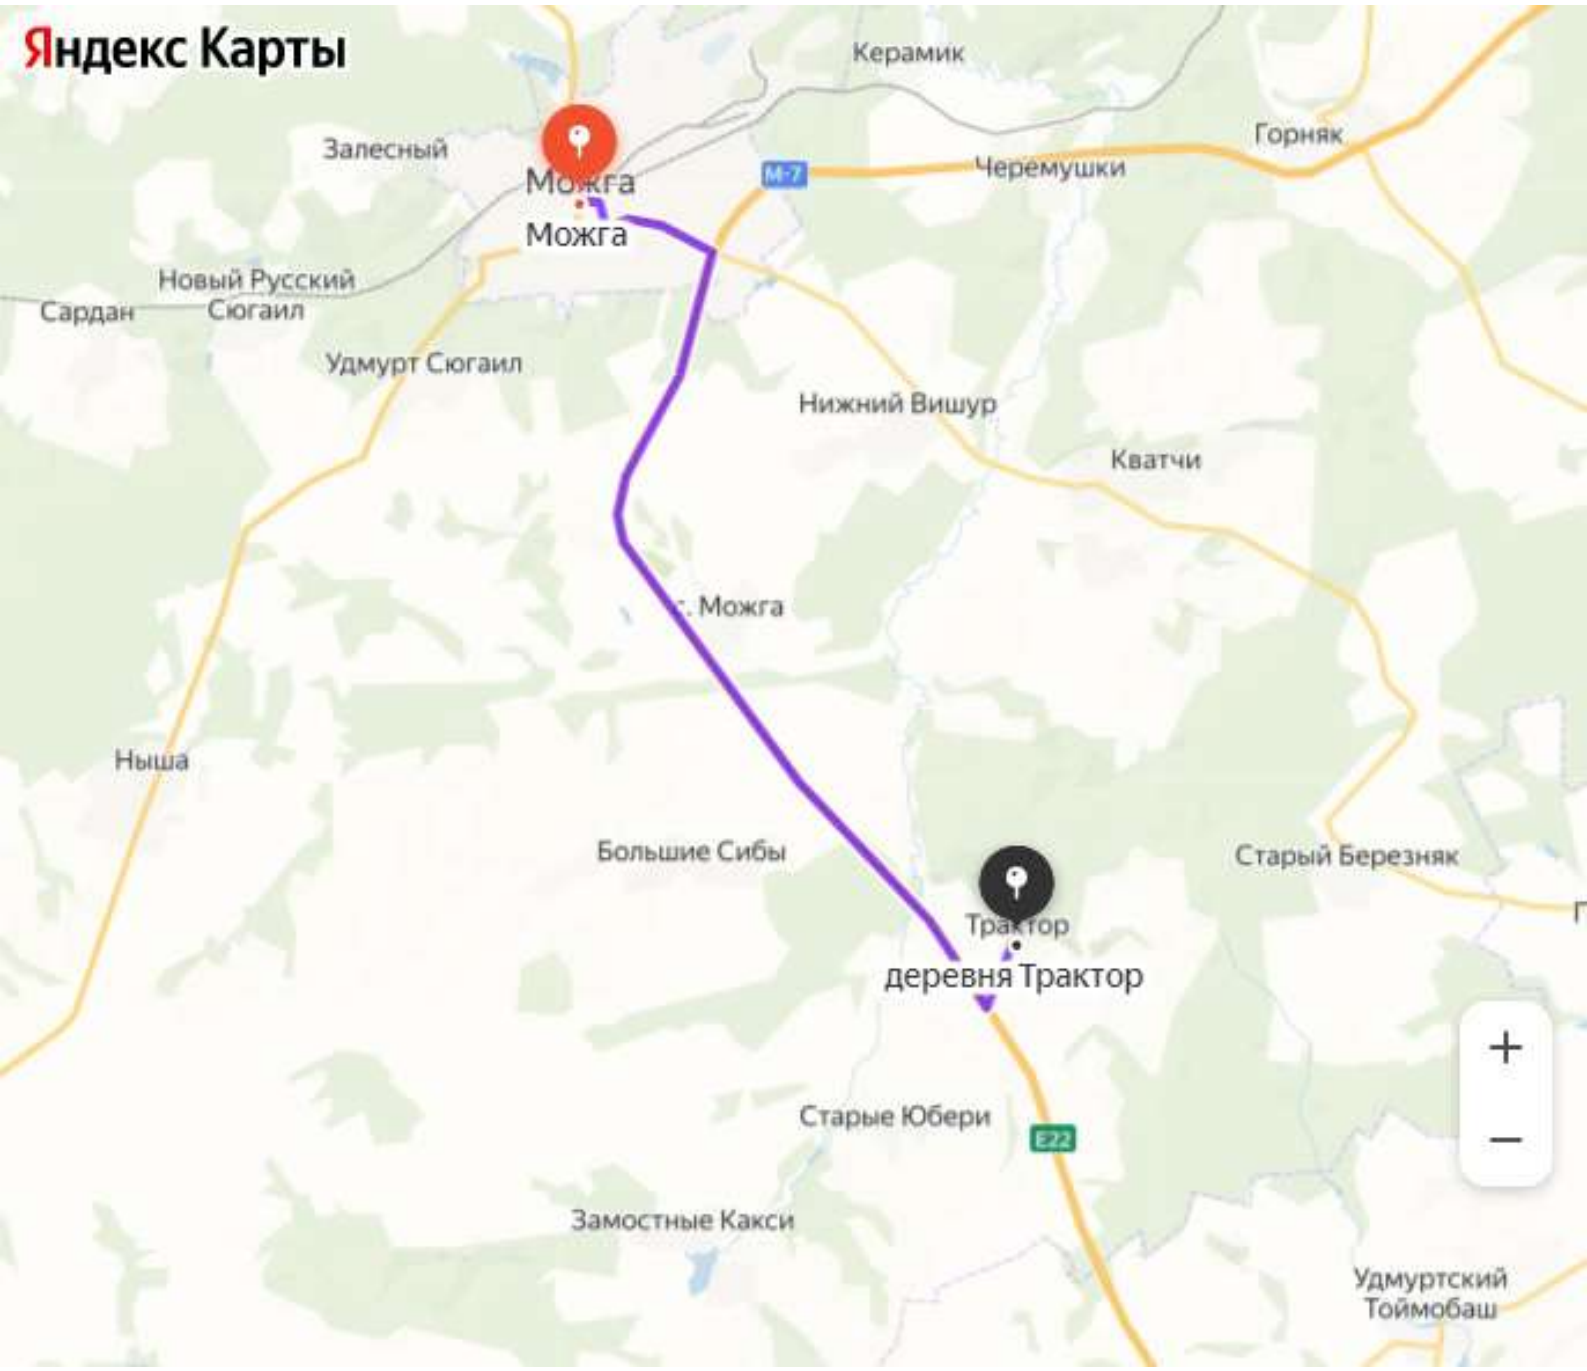 Яндекс Карты
Керамик
Залесный
Горняк
Черемушки
М-7
Можга
Можга
Новый Русский
Сюгаил
Сардан
Удмурт Сюгаил
Нижний Вишур
Кватчи
с. Можга
Ныша
Большие Сибы
Старый Березняк
Трактор
деревня Трактор
+
−
Старые Юбери
E22
Замостные Какси
Удмуртский
Тоймобаш